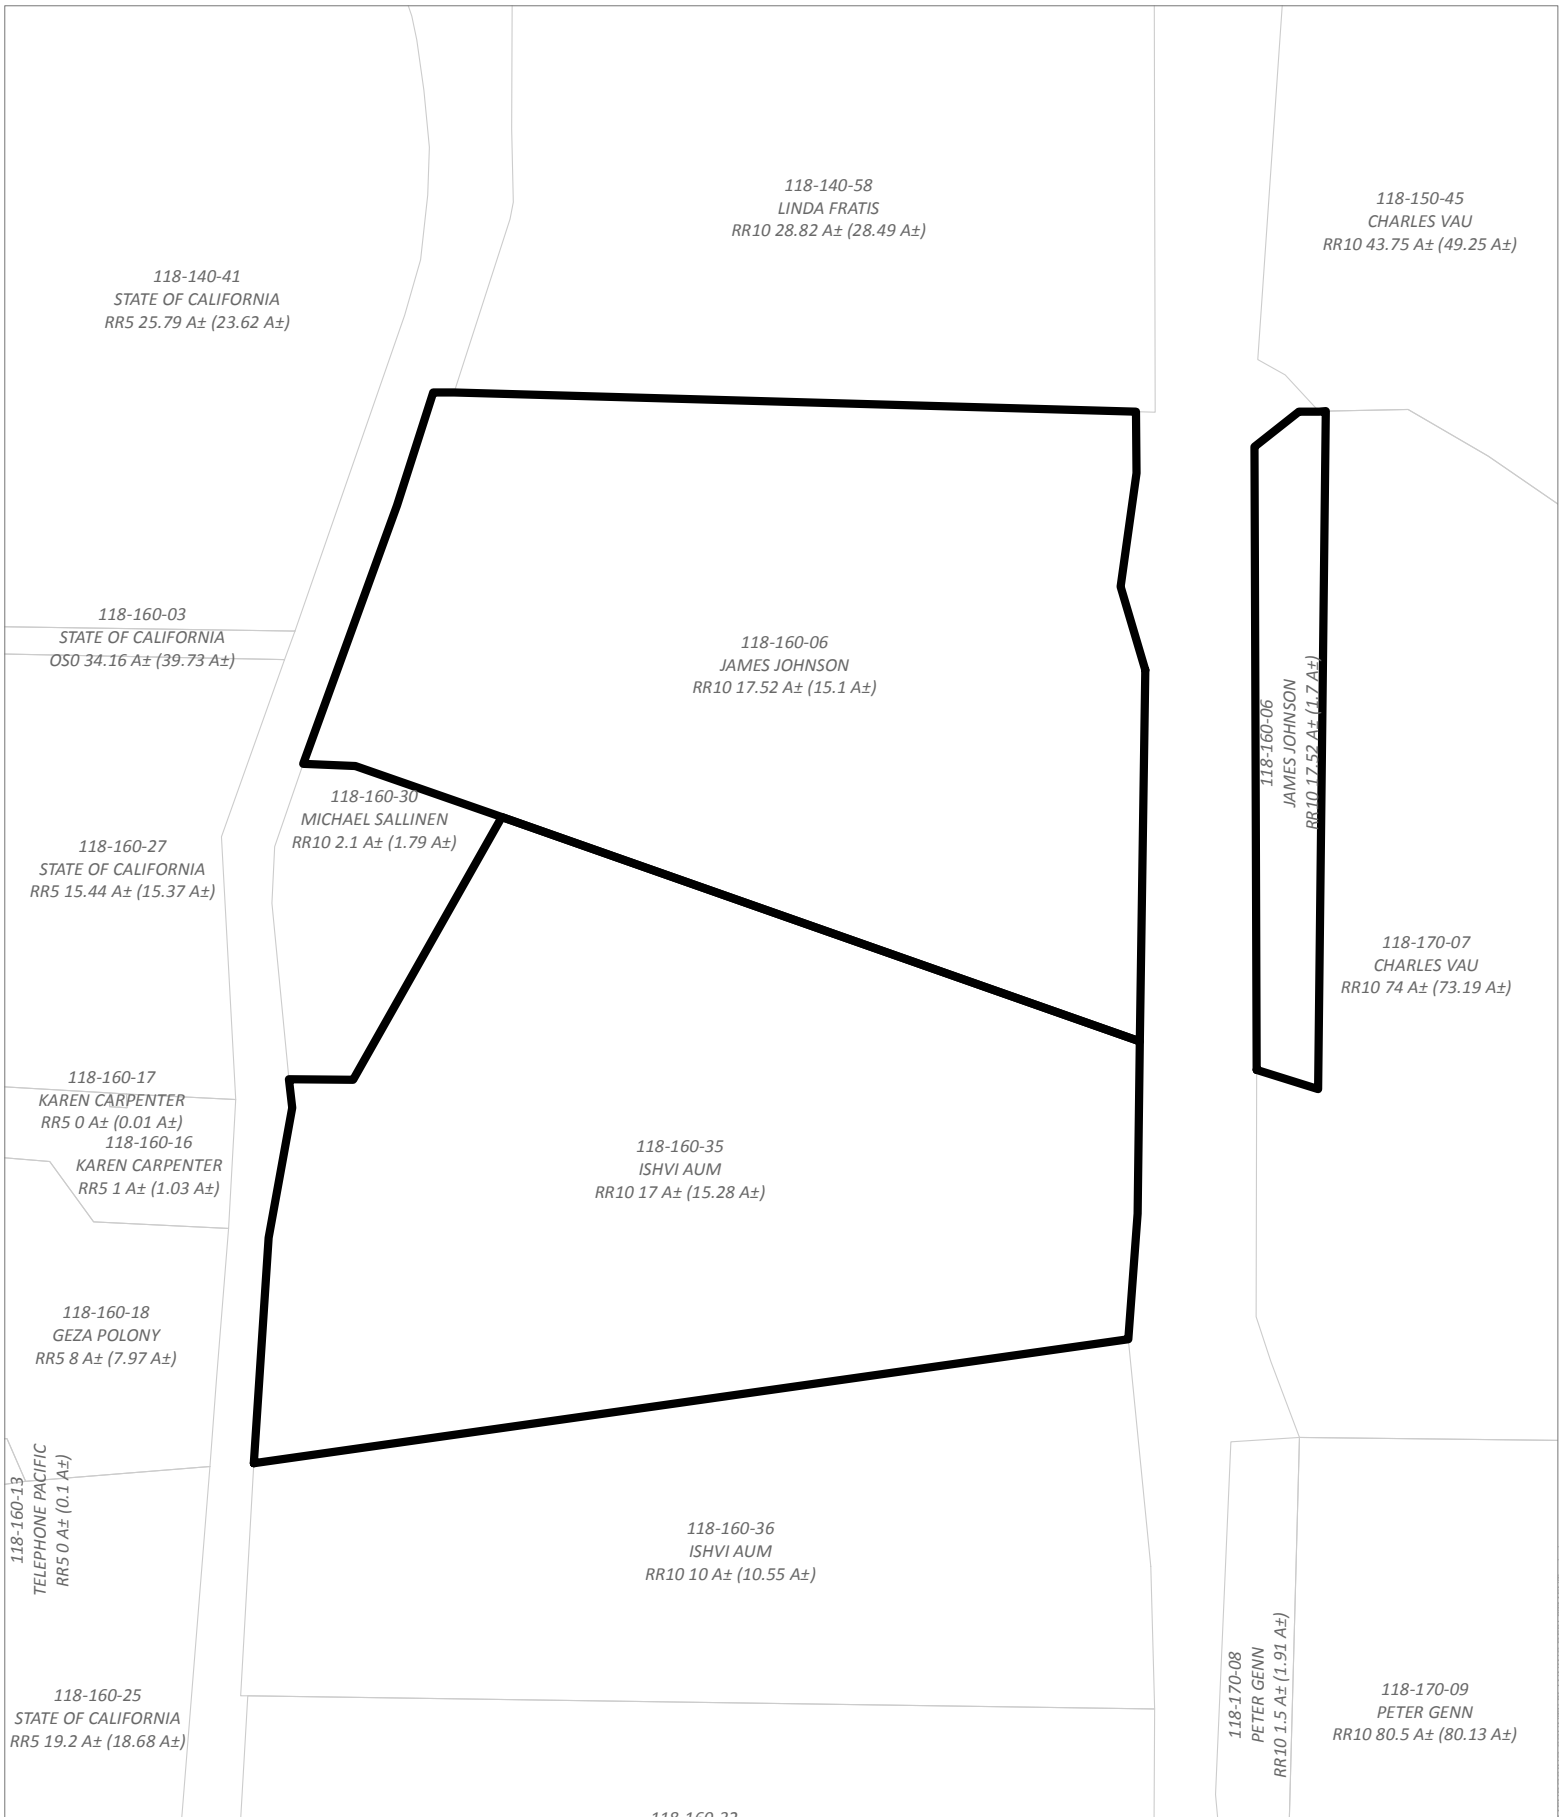 118-140-58
LINDA FRATIS
RR10 28.82 A± (28.49 A±)
118-150-45
CHARLES VAU
RR10 43.75 A± (49.25 A±)
118-140-41
STATE OF CALIFORNIA
RR5 25.79 A± (23.62 A±)
118-160-03
STATE OF CALIFORNIA
OS0 34.16 A± (39.73 A±)
118-160-06
JAMES JOHNSON
RR10 17.52 A± (15.1 A±)
118-160-06
JAMES JOHNSON
RR10 17.52 A± (1.7 A±)
118-160-30
MICHAEL SALLINEN
RR10 2.1 A± (1.79 A±)
118-160-27
STATE OF CALIFORNIA
RR5 15.44 A± (15.37 A±)
118-170-07
CHARLES VAU
RR10 74 A± (73.19 A±)
118-160-17
KAREN CARPENTER
RR5 0 A± (0.01 A±)
118-160-16
KAREN CARPENTER
RR5 1 A± (1.03 A±)
118-160-35
ISHVI AUM
RR10 17 A± (15.28 A±)
118-160-18
GEZA POLONY
RR5 8 A± (7.97 A±)
118-160-13
TELEPHONE PACIFIC
RR5 0 A± (0.1 A±)
118-160-36
ISHVI AUM
RR10 10 A± (10.55 A±)
118-170-08
PETER GENN
RR10 1.5 A± (1.91 A±)
118-160-25
STATE OF CALIFORNIA
RR5 19.2 A± (18.68 A±)
118-170-09
PETER GENN
RR10 80.5 A± (80.13 A±)